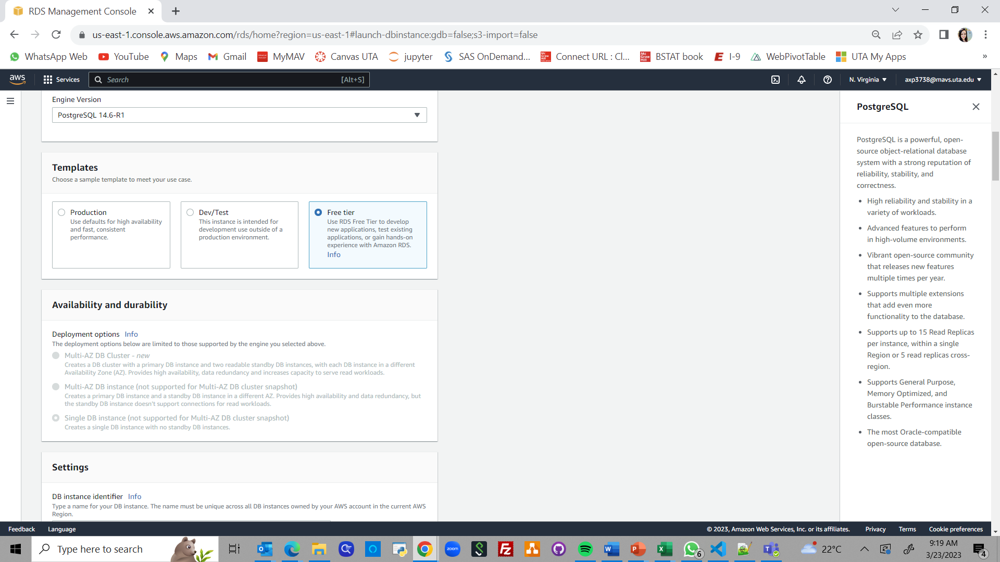 RDS Management Console
us-east-1.console.aws.amazon.com/rds/home?region=us-east-1#launch-dbinstance:gdb=false;s3-import=false
WhatsApp Web
YouTube
Maps
Gmail
MyMAV
Canvas UTA
jupyter
SAS OnDemand...
Connect URL : Cl...
BSTAT book
I-9
WebPivotTable
UTA My Apps
»
aws
Services
Search
[Alt+S]
N. Virginia
axp3738@mavs.uta.edu
Engine Version
PostgreSQL 14.6-R1
Templates
Choose a sample template to meet your use case.
Production
Use defaults for high availability
and fast, consistent
performance.
Dev/Test
This instance is intended for
development use outside of a
production environment.
Free tier
Use RDS Free Tier to develop
new applications, test existing
applications, or gain hands-on
experience with Amazon RDS.
Info
Availability and durability
Deployment options Info
The deployment options below are limited to those supported by the engine you selected above.
Multi-AZ DB Cluster - new
Creates a DB cluster with a primary DB instance and two readable standby DB instances, with each DB instance in a different
Availability Zone (AZ). Provides high availability, data redundancy and increases capacity to serve read workloads.
Multi-AZ DB instance (not supported for Multi-AZ DB cluster snapshot)
Creates a primary DB instance and a standby DB instance in a different AZ. Provides high availability and data redundancy, but
the standby DB instance doesn't support connections for read workloads.
Single DB instance (not supported for Multi-AZ DB cluster snapshot)
Creates a single DB instance with no standby DB instances.
Settings
DB instance identifier Info
Type a name for your DB instance. The name must be unique across all DB instances owned by your AWS account in the current AWS
Region.
PostgreSQL
PostgreSQL is a powerful, open-
source object-relational database
system with a strong reputation of
reliability, stability, and
correctness.
• High reliability and stability in a
variety of workloads.
• Advanced features to perform
in high-volume environments.
• Vibrant open-source community
that releases new features
multiple times per year.
• Supports multiple extensions
that add even more
functionality to the database.
• Supports up to 15 Read Replicas
per instance, within a single
Region or 5 read replicas cross-
region.
• Supports General Purpose,
Memory Optimized, and
Burstable Performance instance
classes.
• The most Oracle-compatible
open-source database.
Feedback
Language
© 2023, Amazon Web Services, Inc. or its affiliates.
Privacy
Terms
Cookie preferences
Type here to search
zoom
6
22°C
9:19 AM
3/23/2023
4